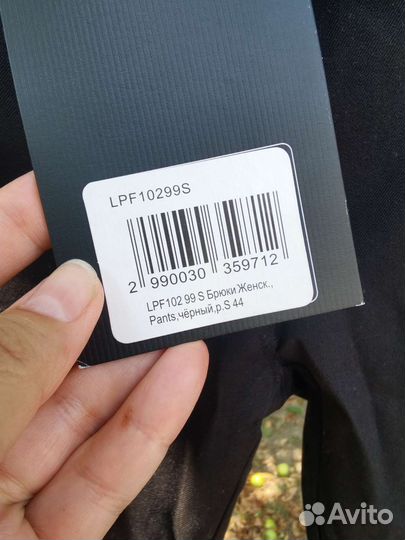 LPF10299S
2 990030 359712
LPF102 99 S Брюки Женск.,
Pants,чёрный,р.S 44
Avito